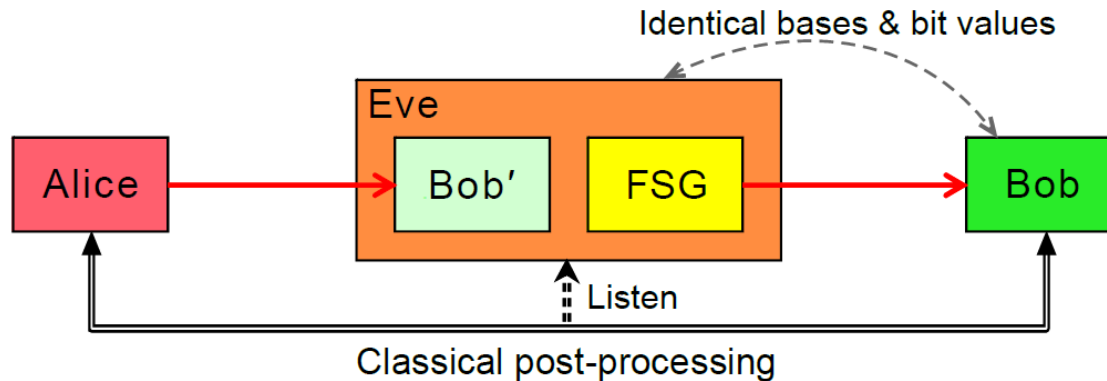 Identical bases & bit values
Eve
Alice
Bob′
FSG
Bob
Listen
Classical post-processing